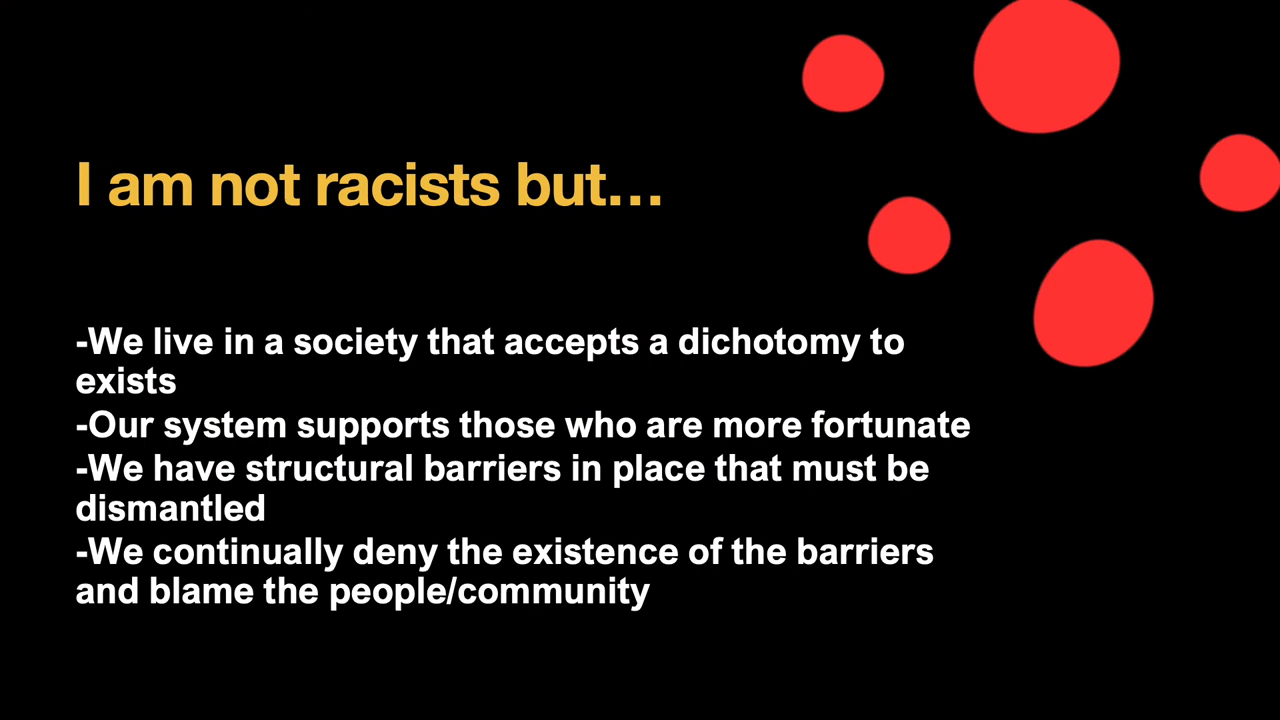 I am not racists but…
-We live in a society that accepts a dichotomy to
exists
-Our system supports those who are more fortunate
-We have structural barriers in place that must be
dismantled
-We continually deny the existence of the barriers
and blame the people/community